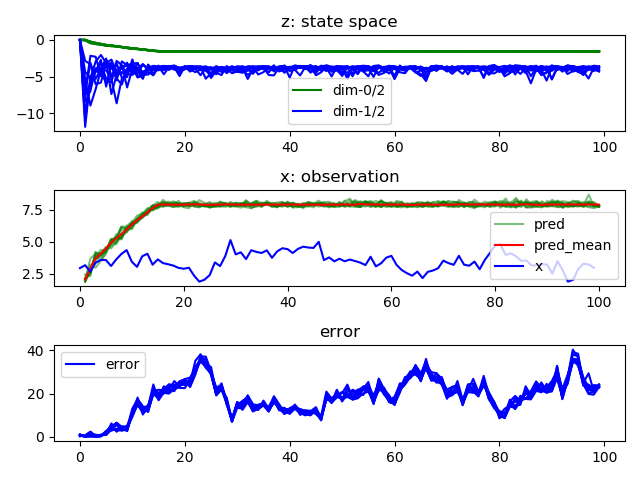 z: state space
0
−5
−10
dim-0/2
dim-1/2
0 20 40 60 80 100
x: observation
7.5
5.0
2.5
pred
pred_mean
x
0 20 40 60 80 100
error
40
20
0
error
0 20 40 60 80 100